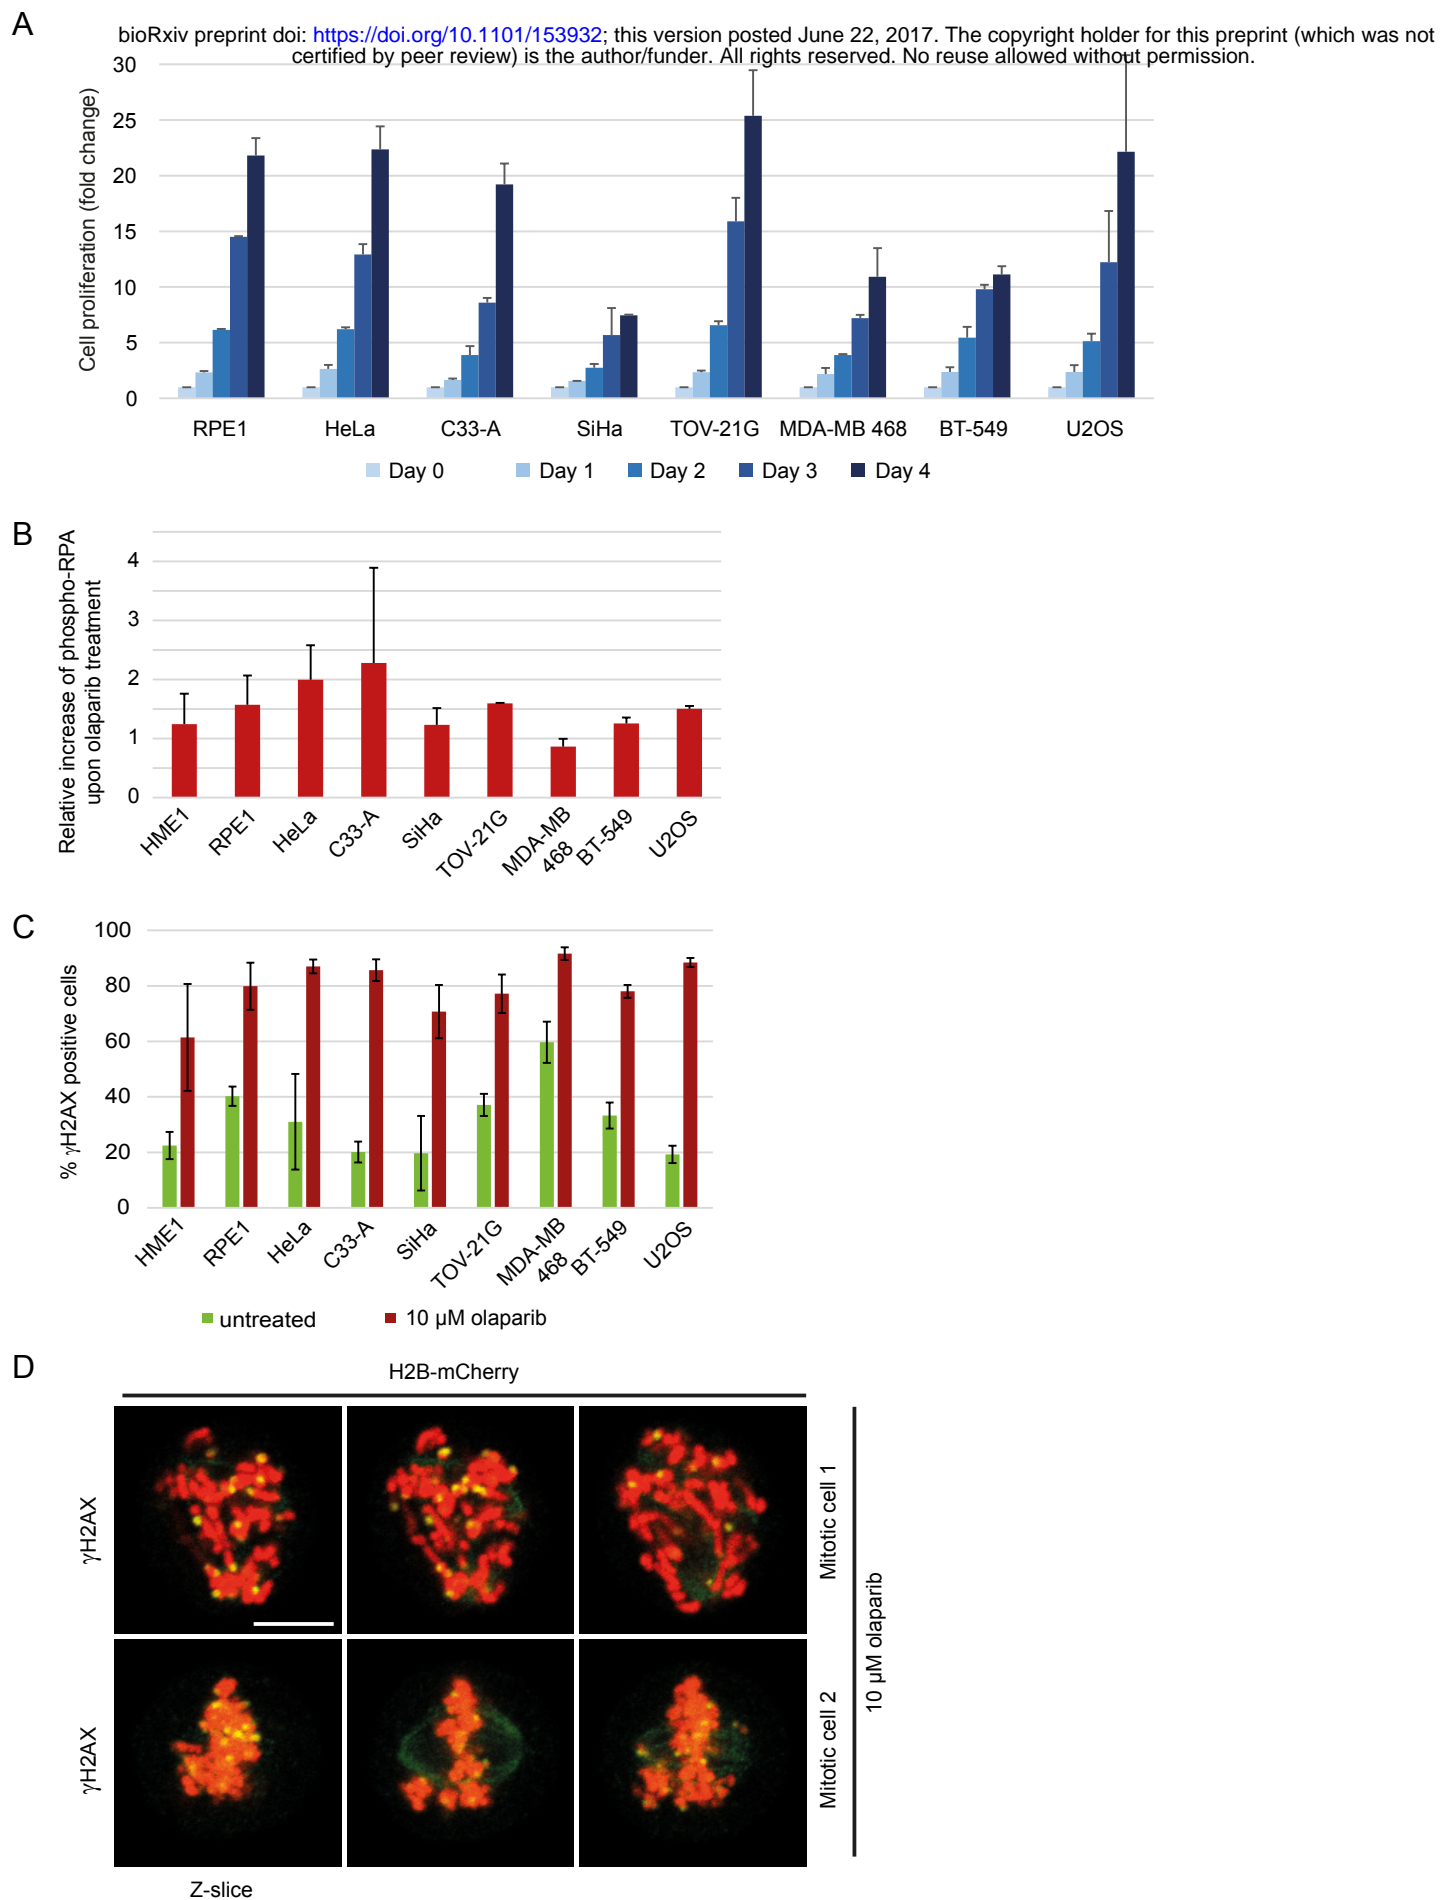 A
bioRxiv preprint doi: https://doi.org/10.1101/153932; this version posted June 22, 2017. The copyright holder for this preprint (which was not
certified by peer review) is the author/funder. All rights reserved. No reuse allowed without permission.
Cell proliferation (fold change)
30
25
20
15
10
5
0
RPE1 HeLa C33-A SiHa TOV-21G MDA-MB 468 BT-549 U2OS
Day 0 Day 1 Day 2 Day 3 Day 4
B
Relative increase of phospho-RPA
upon olaparib treatment
4
3
2
1
0
HME1 RPE1 HeLa C33-A SiHa TOV-21G MDA-MB 468 BT-549 U2OS
C
% γH2AX positive cells
100
80
60
40
20
0
HME1 RPE1 HeLa C33-A SiHa TOV-21G MDA-MB 468 BT-549 U2OS
untreated 10 µM olaparib
D
H2B-mCherry
γH2AX
Mitotic cell 1
γH2AX
Mitotic cell 2
10 µM olaparib
Z-slice